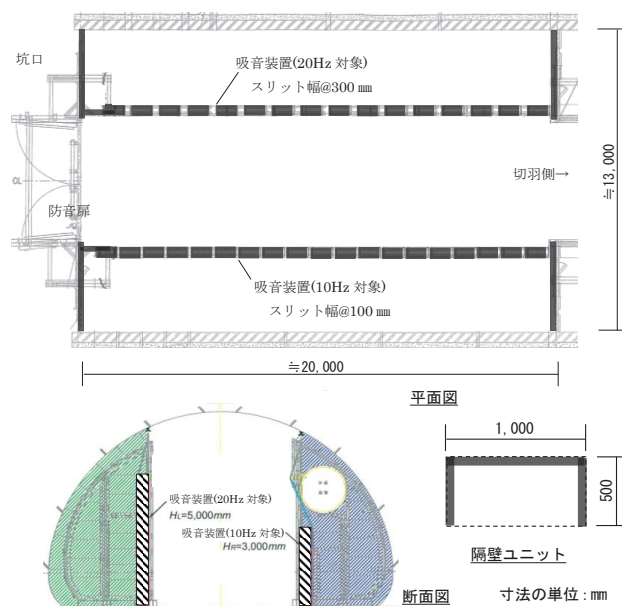 坑口
吸音装置(20Hz 対象)
スリット幅@300 ㎜
切羽側→
≒13,000
CL
防音扉
吸音装置(10Hz 対象)
スリット幅@100 ㎜
≒20,000
平面図
1,000
500
吸音装置(20Hz 対象)
HL=5,000mm
吸音装置(10Hz 対象)
HR=3,000mm
隔壁ユニット
断面図
寸法の単位:㎜